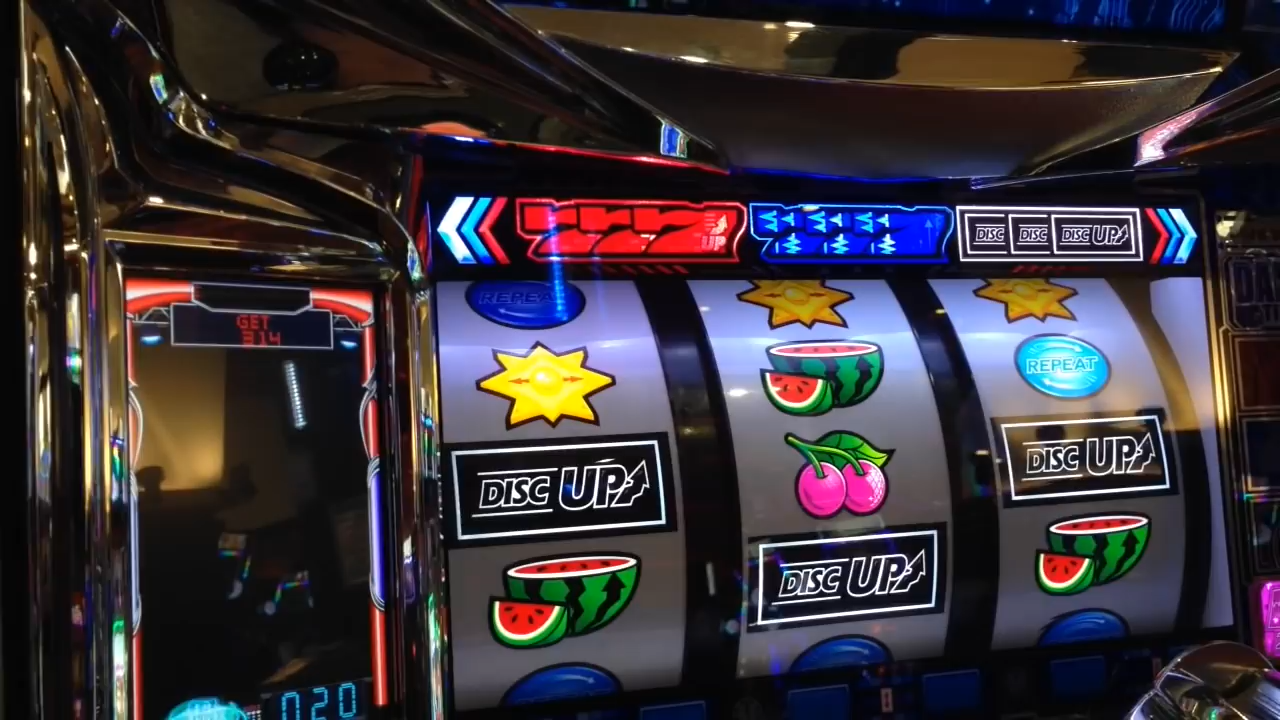 777 UP
DISC DISC DISC UP
GET
314
REPEAT
REPEAT
DISC UP
DISC UP
DISC UP
020